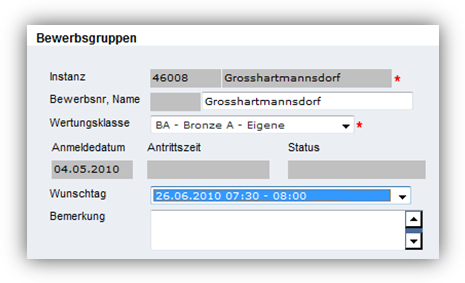 Bewerbsgruppen
Instanz 46008 Grosshartmannsdorf *
Bewerbsnr, Name Grosshartmannsdorf
Wertungsklasse BA - Bronze A - Eigene *
Anmeldedatum Antrittszeit Status
04.05.2010
Wunschtag 26.06.2010 07:30 - 08:00
Bemerkung